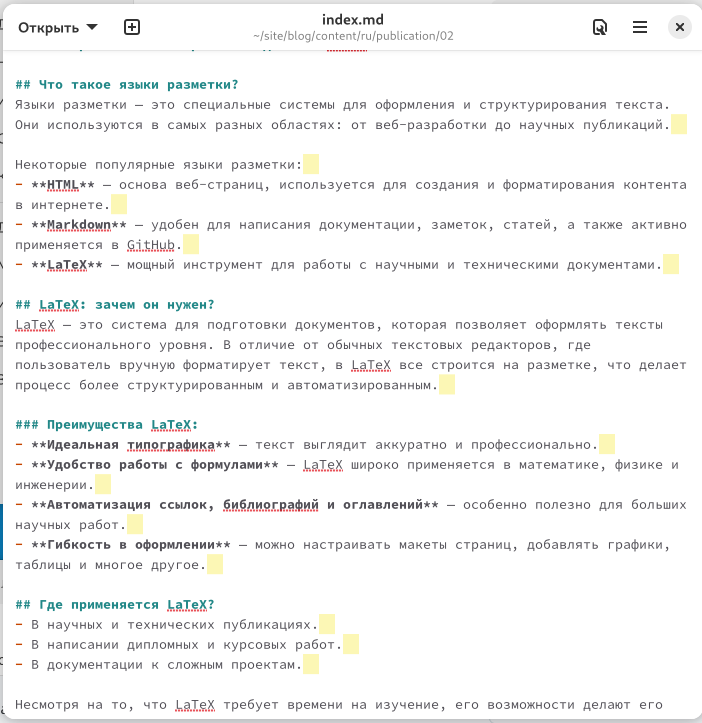 Открыть
index.md
~/site/blog/content/ru/publication/02
## Что такое языки разметки?
Языки разметки — это специальные системы для оформления и структурирования текста.
Они используются в самых разных областях: от веб-разработки до научных публикаций.
Некоторые популярные языки разметки:
- **HTML** — основа веб-страниц, используется для создания и форматирования контента
в интернете.
- **Markdown** — удобен для написания документации, заметок, статей, а также активно
применяется в GitHub.
- **LaTeX** — мощный инструмент для работы с научными и техническими документами.
## LaTeX: зачем он нужен?
LaTeX — это система для подготовки документов, которая позволяет оформлять тексты
профессионального уровня. В отличие от обычных текстовых редакторов, где
пользователь вручную форматирует текст, в LaTeX все строится на разметке, что делает
процесс более структурированным и автоматизированным.
### Преимущества LaTeX:
- **Идеальная типографика** — текст выглядит аккуратно и профессионально.
- **Удобство работы с формулами** — LaTeX широко применяется в математике, физике и
инженерии.
- **Автоматизация ссылок, библиографий и оглавлений** — особенно полезно для больших
научных работ.
- **Гибкость в оформлении** — можно настраивать макеты страниц, добавлять графики,
таблицы и многое другое.
## Где применяется LaTeX?
- В научных и технических публикациях.
- В написании дипломных и курсовых работ.
- В документации к сложным проектам.
Несмотря на то, что LaTeX требует времени на изучение, его возможности делают его